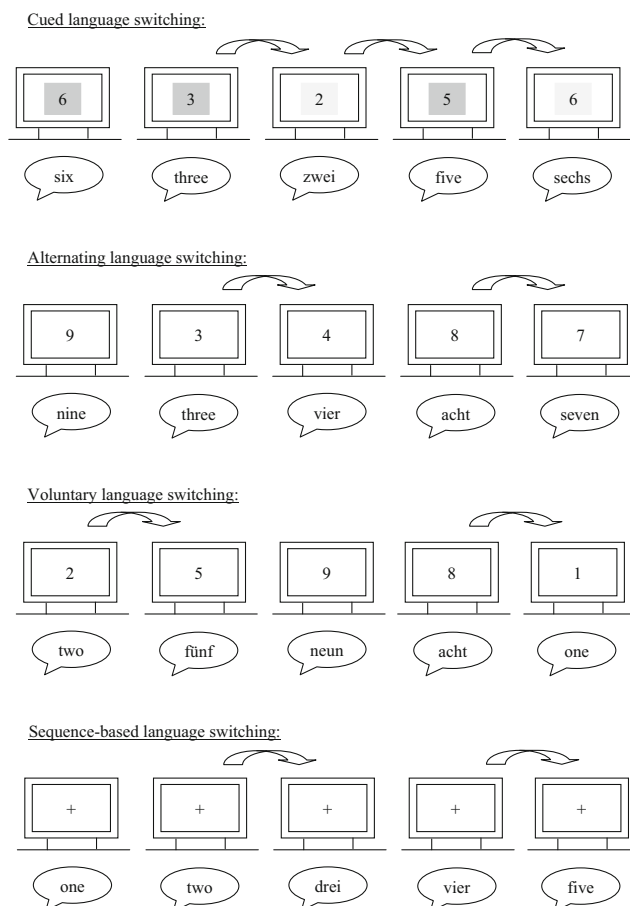 Cued language switching:
6 3 2 5 6
six three zwei five sechs
Alternating language switching:
9 3 4 8 7
nine three vier acht seven
Voluntary language switching:
2 5 9 8 1
two fünf neun acht one
Sequence-based language switching:
+ + + + +
one two drei vier five